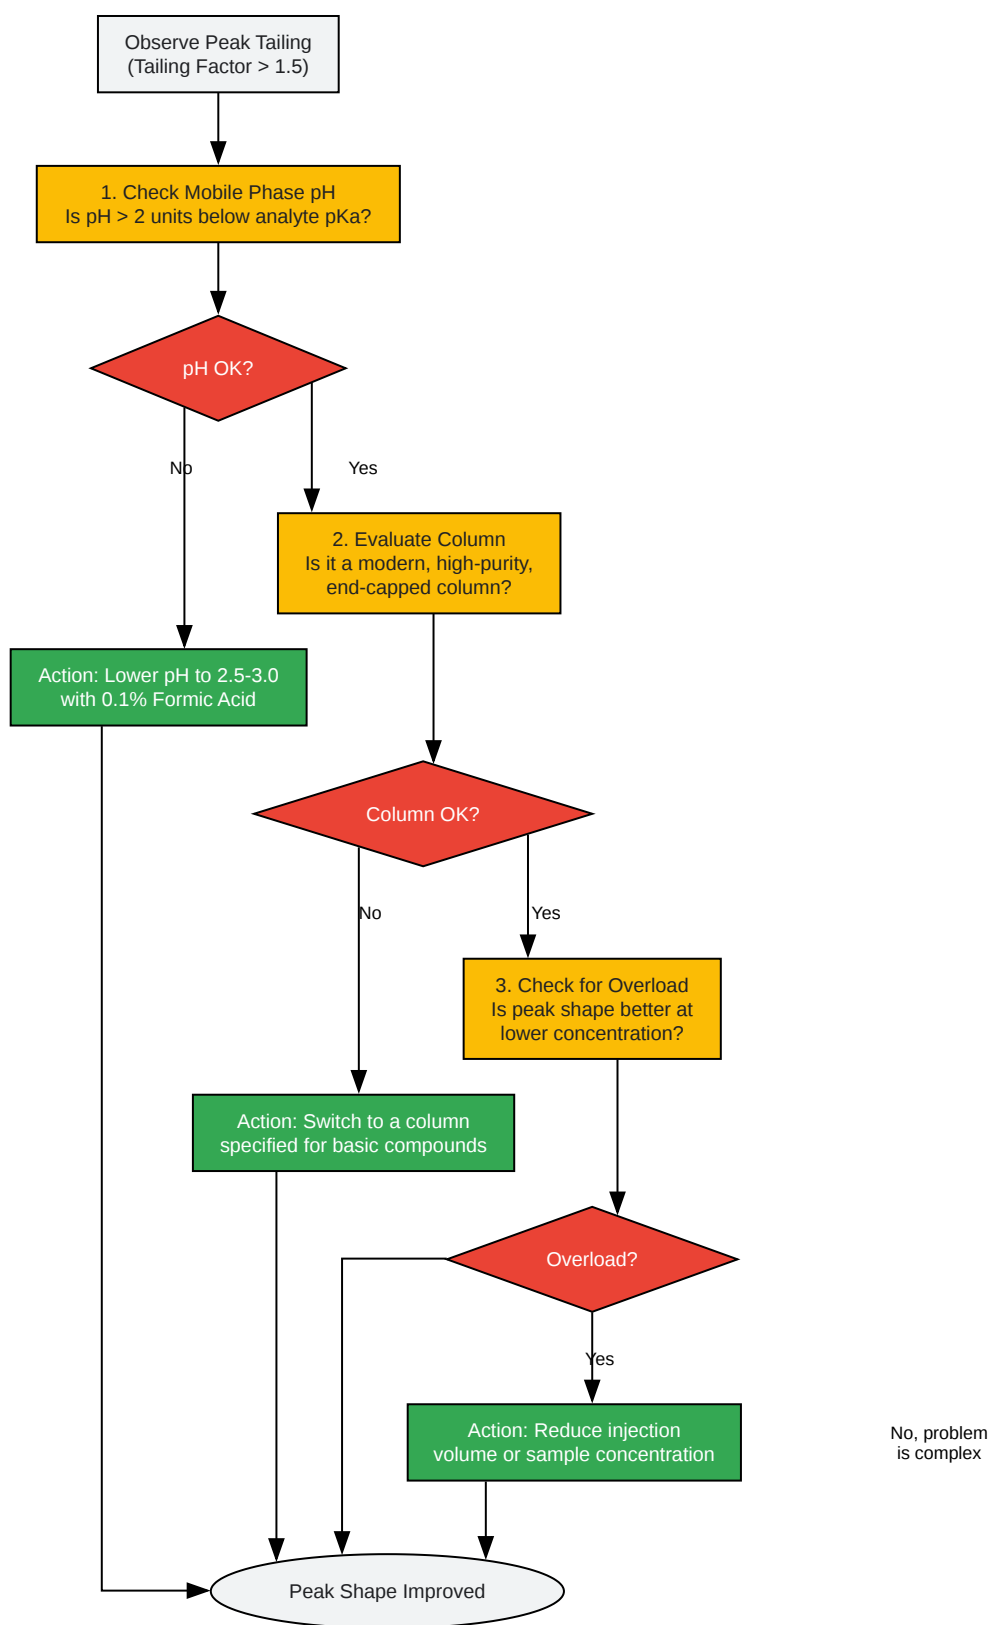 Observe Peak Tailing
(Tailing Factor > 1.5)
1. Check Mobile Phase pH
Is pH > 2 units below analyte pKa?
pH OK?
No
Yes
2. Evaluate Column
Is it a modern, high-purity,
end-capped column?
Action: Lower pH to 2.5-3.0
with 0.1% Formic Acid
Column OK?
No
Yes
3. Check for Overload
Is peak shape better at
lower concentration?
Action: Switch to a column
specified for basic compounds
Overload?
Yes
Action: Reduce injection
volume or sample concentration
No, problem
is complex
Peak Shape Improved